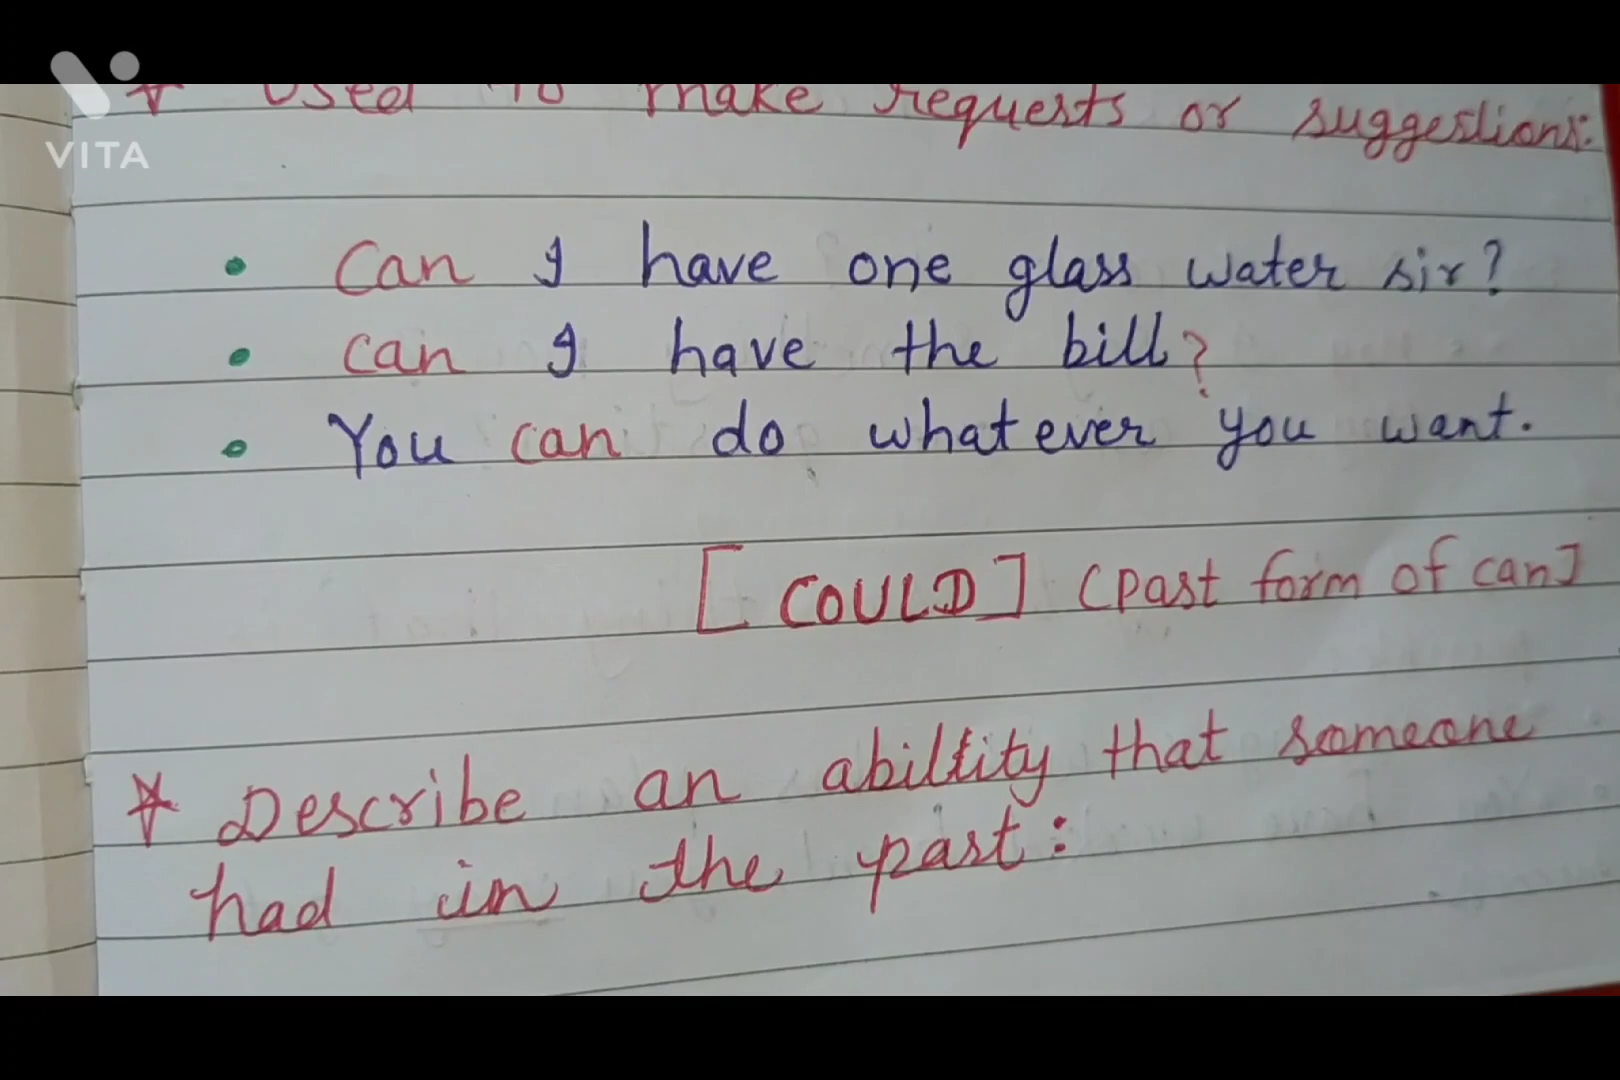 VITA
* Used to make requests or suggestions:
• Can I have one glass water sir?
• can I have the bill?
• You can do whatever you want.
[COULD] (past form of can]
* Describe an abiltity that someone
had in the past: